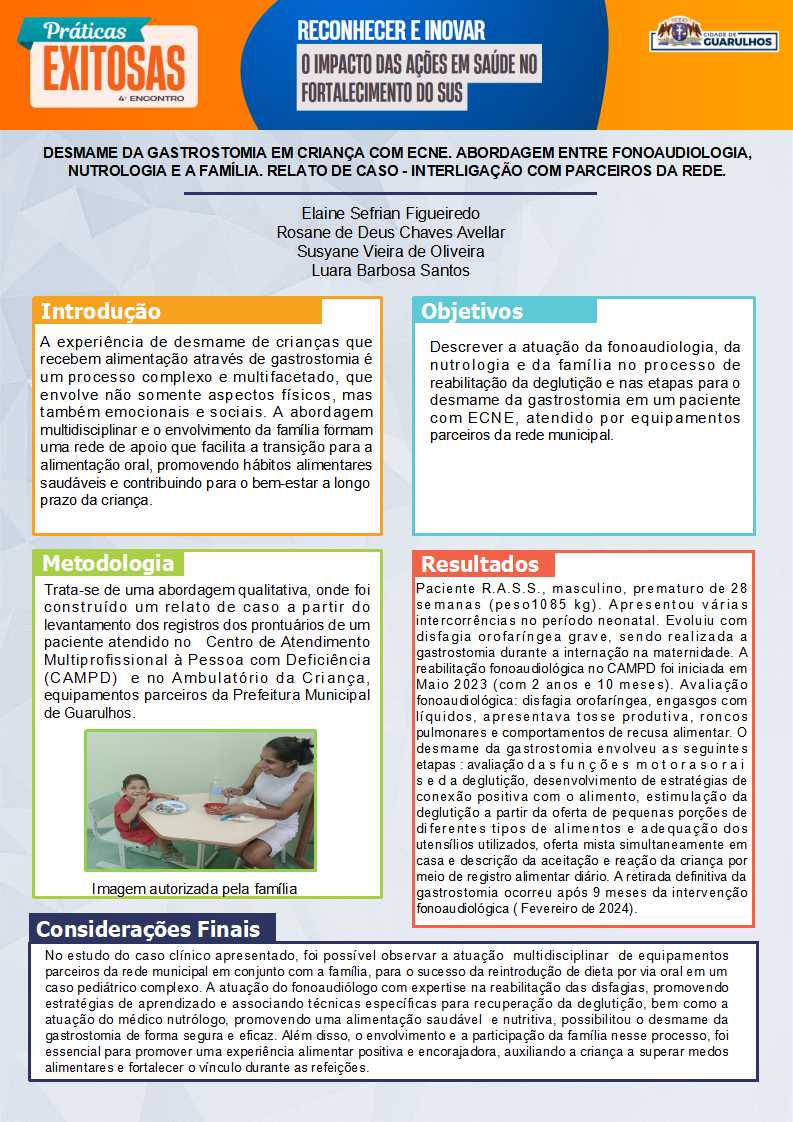 Práticas
EXITOSAS
4º ENCONTRO
RECONHECER E INOVAR
O IMPACTO DAS AÇÕES EM SAÚDE NO
FORTALECIMENTO DO SUS
CIDADE DE
GUARULHOS
DESMAME DA GASTROSTOMIA EM CRIANÇA COM ECNE. ABORDAGEM ENTRE FONOAUDIOLOGIA,
NUTROLOGIA E A FAMÍLIA. RELATO DE CASO - INTERLIGAÇÃO COM PARCEIROS DA REDE.
Elaine Sefrian Figueiredo
Rosane de Deus Chaves Avellar
Susyane Vieira de Oliveira
Luara Barbosa Santos
Introdução
A experiência de desmame de crianças que
recebem alimentação através de gastrostomia é
um processo complexo e multifacetado, que
envolve não somente aspectos físicos, mas
também emocionais e sociais. A abordagem
multidisciplinar e o envolvimento da família formam
uma rede de apoio que facilita a transição para a
alimentação oral, promovendo hábitos alimentares
saudáveis e contribuindo para o bem-estar a longo
prazo da criança.
Objetivos
Descrever a atuação da fonoaudiologia, da
nutrologia e da família no processo de
reabilitação da deglutição e nas etapas para o
desmame da gastrostomia em um paciente
com ECNE, atendido por equipamentos
parceiros da rede municipal.
Metodologia
Trata-se de uma abordagem qualitativa, onde foi
construído um relato de caso a partir do
levantamento dos registros dos prontuários de um
paciente atendido no Centro de Atendimento
Multiprofissional à Pessoa com Deficiência
(CAMPD) e no Ambulatório da Criança,
equipamentos parceiros da Prefeitura Municipal
de Guarulhos.
Imagem autorizada pela família
Resultados
Paciente R.A.S.S., masculino, prematuro de 28
semanas (peso1085 kg). Apresentou várias
intercorrências no período neonatal. Evoluiu com
disfagia orofaríngea grave, sendo realizada a
gastrostomia durante a internação na maternidade. A
reabilitação fonoaudiológica no CAMPD foi iniciada em
Maio 2023 (com 2 anos e 10 meses). Avaliação
fonoaudiológica: disfagia orofaríngea, engasgos com
líquidos, apresentava tosse produtiva, roncos
pulmonares e comportamentos de recusa alimentar. O
desmame da gastrostomia envolveu as seguintes
etapas : avaliação d a s f u n ç õ e s m o t o r a s o r a i
s e d a deglutição, desenvolvimento de estratégias de
conexão positiva com o alimento, estimulação da
deglutição a partir da oferta de pequenas porções de
diferentes tipos de alimentos e adequação dos
utensílios utilizados, oferta mista simultaneamente em
casa e descrição da aceitação e reação da criança por
meio de registro alimentar diário. A retirada definitiva da
gastrostomia ocorreu após 9 meses da intervenção
fonoaudiológica ( Fevereiro de 2024).
Considerações Finais
No estudo do caso clínico apresentado, foi possível observar a atuação multidisciplinar de equipamentos
parceiros da rede municipal em conjunto com a família, para o sucesso da reintrodução de dieta por via oral em um
caso pediátrico complexo. A atuação do fonoaudiólogo com expertise na reabilitação das disfagias, promovendo
estratégias de aprendizado e associando técnicas específicas para recuperação da deglutição, bem como a
atuação do médico nutrólogo, promovendo uma alimentação saudável e nutritiva, possibilitou o desmame da
gastrostomia de forma segura e eficaz. Além disso, o envolvimento e a participação da família nesse processo, foi
essencial para promover uma experiência alimentar positiva e encorajadora, auxiliando a criança a superar medos
alimentares e fortalecer o vínculo durante as refeições.